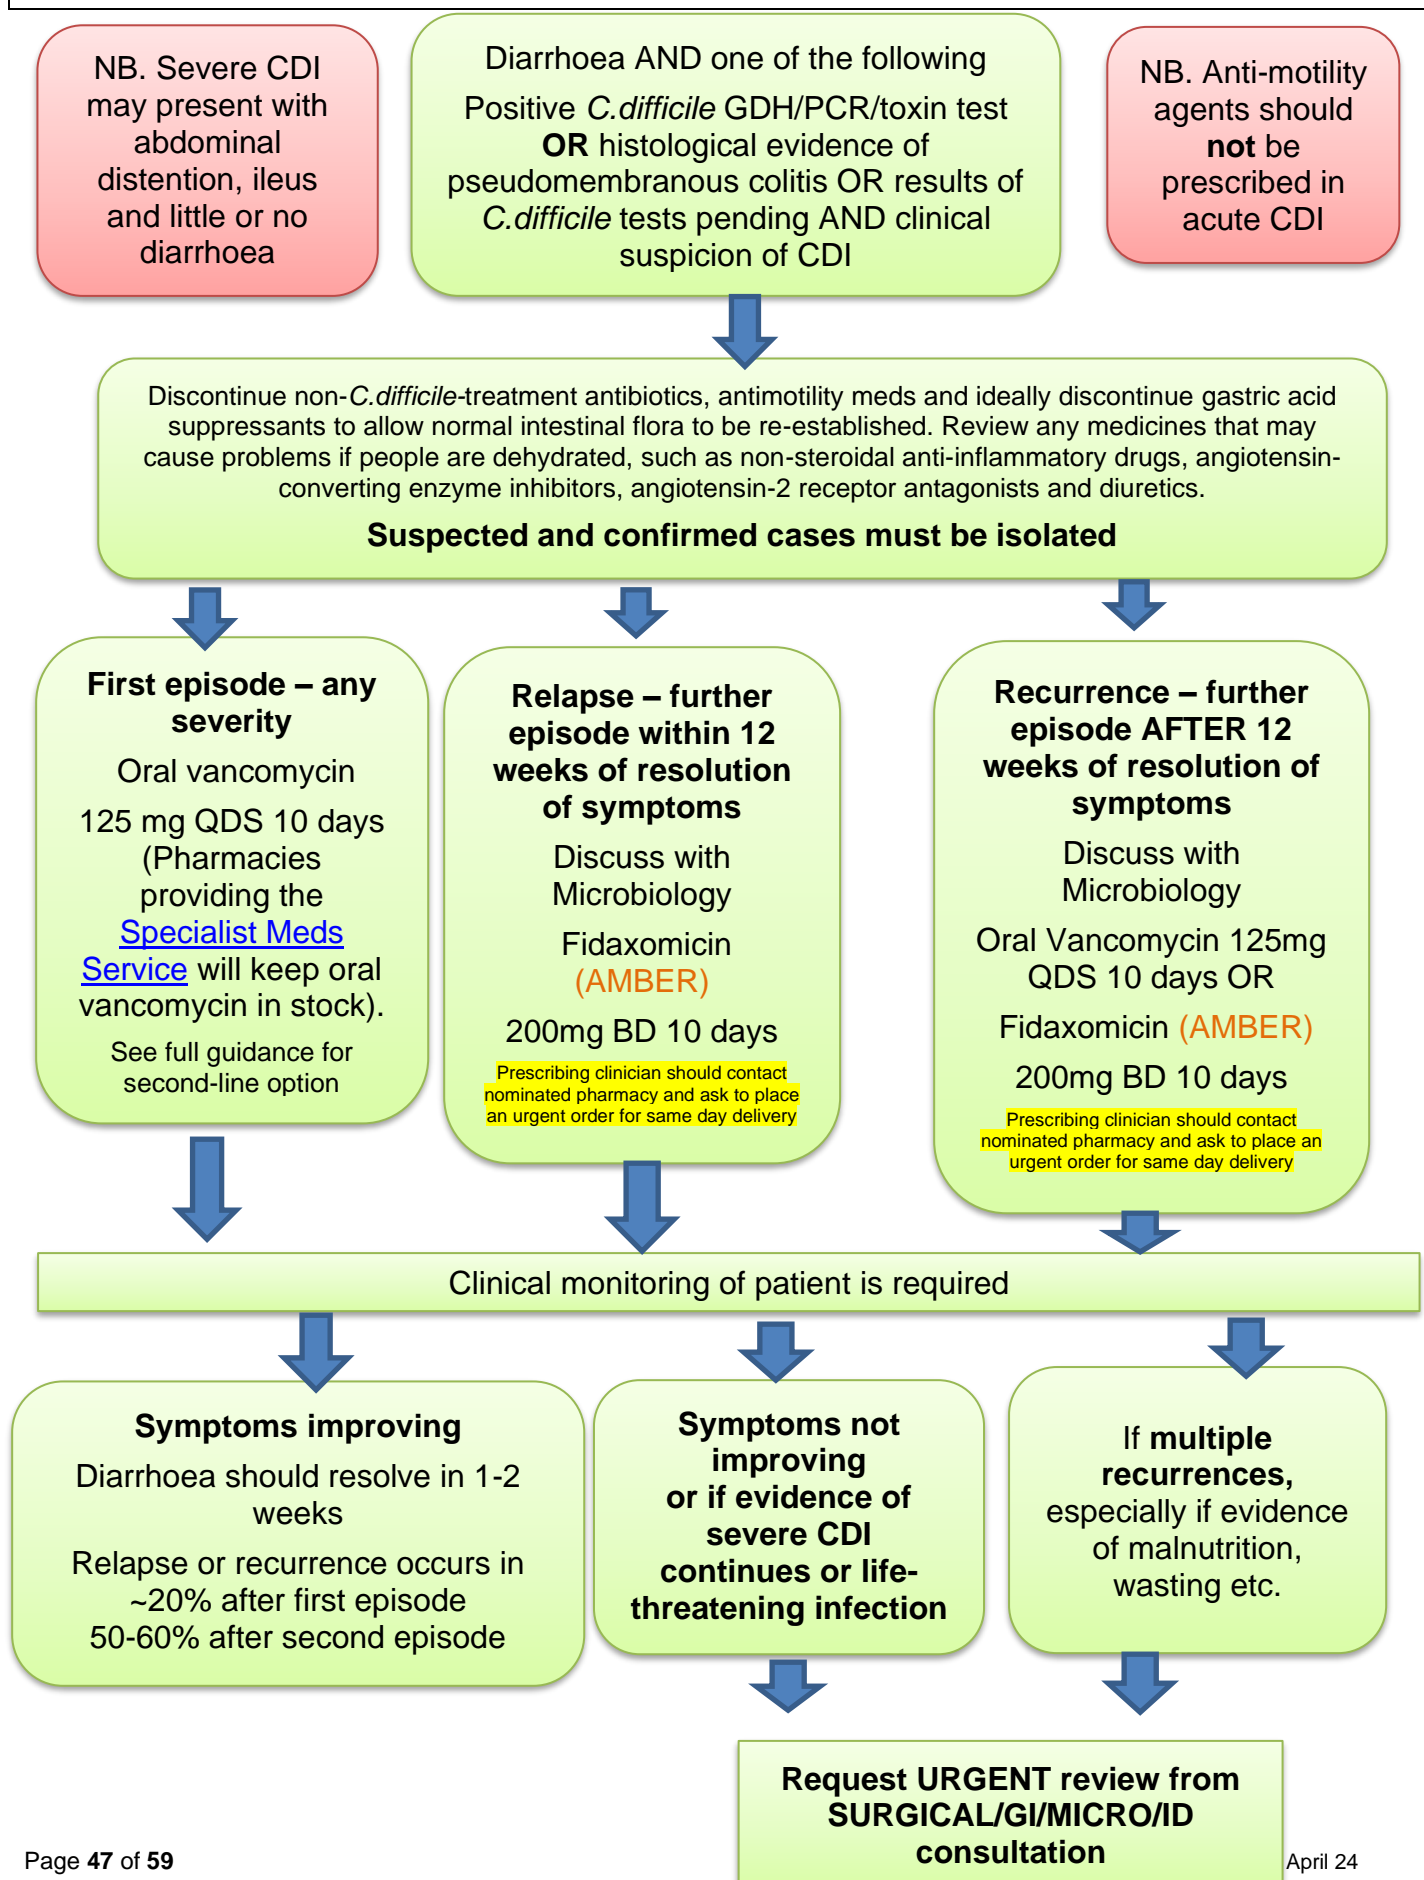 NB. Severe CDI
may present with
abdominal
distention, ileus
and little or no
diarrhoea
Diarrhoea AND one of the following
Positive C.difficile GDH/PCR/toxin test
OR histological evidence of
pseudomembranous colitis OR results of
C.difficile tests pending AND clinical
suspicion of CDI
NB. Anti-motility
agents should
not be
prescribed in
acute CDI
Discontinue non-C.difficile-treatment antibiotics, antimotility meds and ideally discontinue gastric acid
suppressants to allow normal intestinal flora to be re-established. Review any medicines that may
cause problems if people are dehydrated, such as non-steroidal anti-inflammatory drugs, angiotensin-
converting enzyme inhibitors, angiotensin-2 receptor antagonists and diuretics.
Suspected and confirmed cases must be isolated
First episode – any
severity
Oral vancomycin
125 mg QDS 10 days
(Pharmacies
providing the
Specialist Meds
Service will keep oral
vancomycin in stock).
See full guidance for
second-line option
Relapse – further
episode within 12
weeks of resolution
of symptoms
Discuss with
Microbiology
Fidaxomicin
(AMBER)
200mg BD 10 days
Prescribing clinician should contact
nominated pharmacy and ask to place
an urgent order for same day delivery
Recurrence – further
episode AFTER 12
weeks of resolution of
symptoms
Discuss with
Microbiology
Oral Vancomycin 125mg
QDS 10 days OR
Fidaxomicin (AMBER)
200mg BD 10 days
Prescribing clinician should contact
nominated pharmacy and ask to place an
urgent order for same day delivery
Clinical monitoring of patient is required
Symptoms improving
Diarrhoea should resolve in 1-2
weeks
Relapse or recurrence occurs in
~20% after first episode
50-60% after second episode
Symptoms not
improving
or if evidence of
severe CDI
continues or life-
threatening infection
If multiple
recurrences,
especially if evidence
of malnutrition,
wasting etc.
Request URGENT review from
SURGICAL/GI/MICRO/ID
consultation
Page 47 of 59
April 24